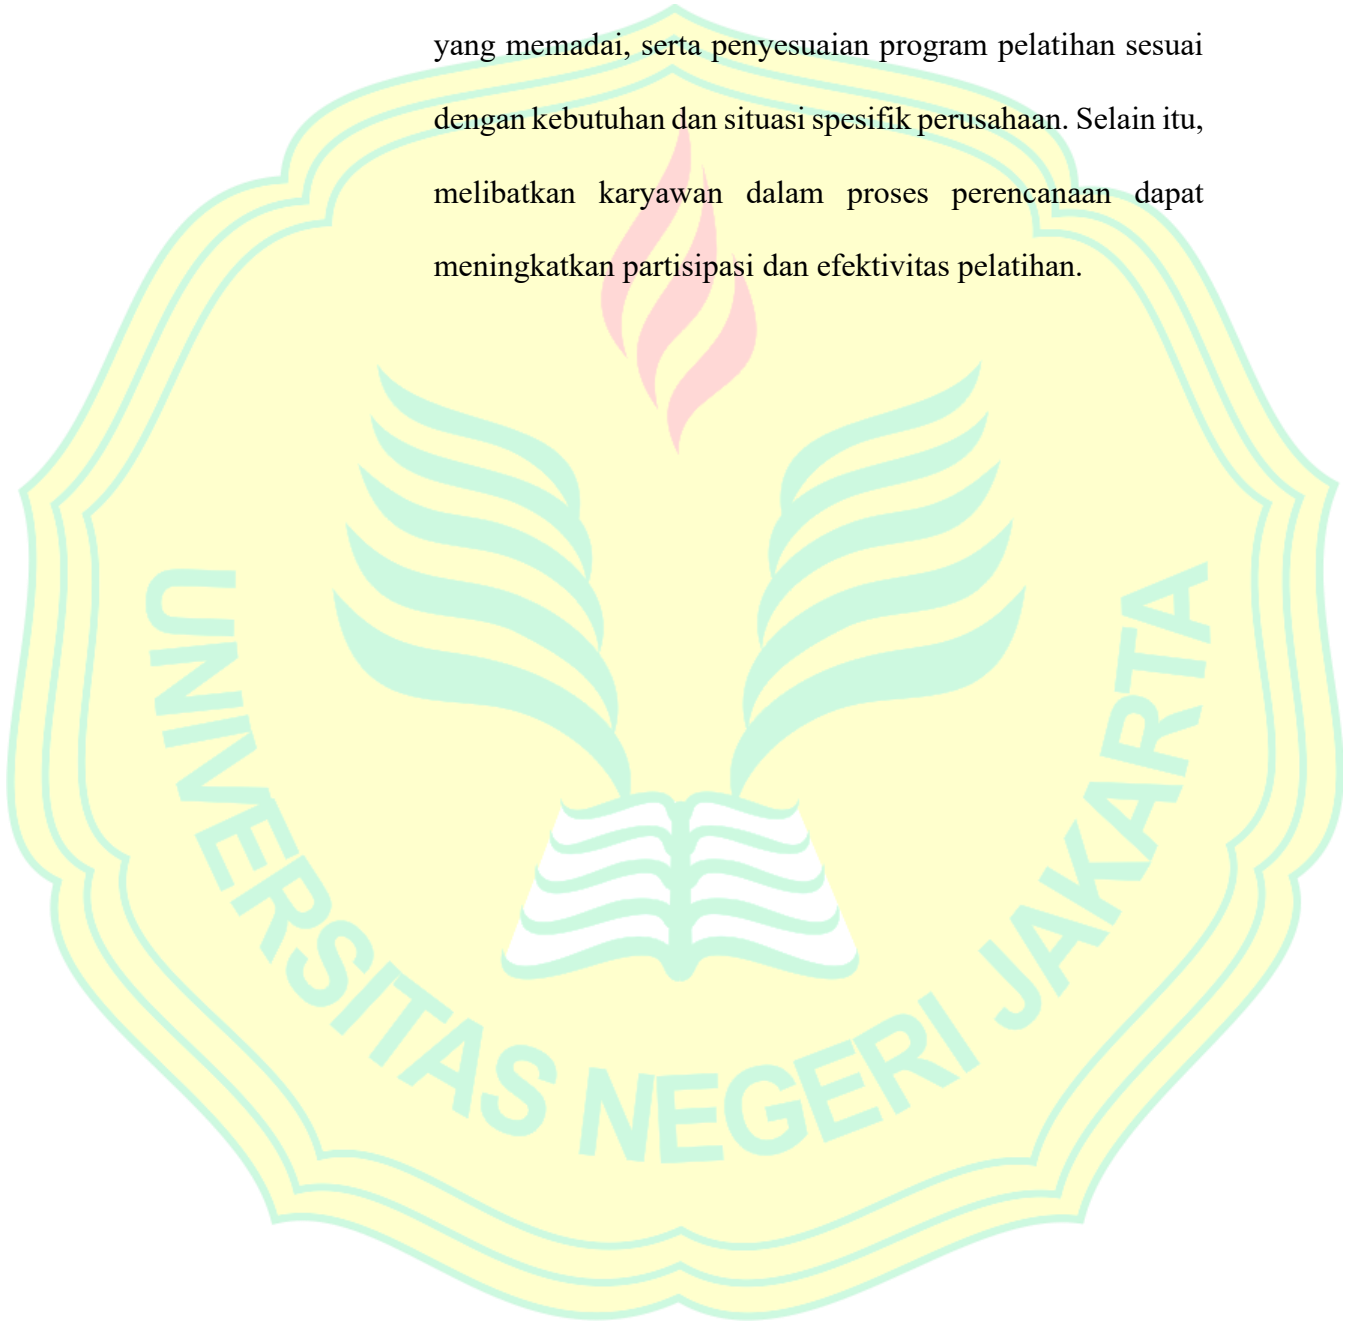 yang memadai, serta penyesuaian program pelatihan sesuai
dengan kebutuhan dan situasi spesifik perusahaan. Selain itu,
melibatkan karyawan dalam proses perencanaan dapat
meningkatkan partisipasi dan efektivitas pelatihan.
UNIVERSITAS NEGERI JAKARTA